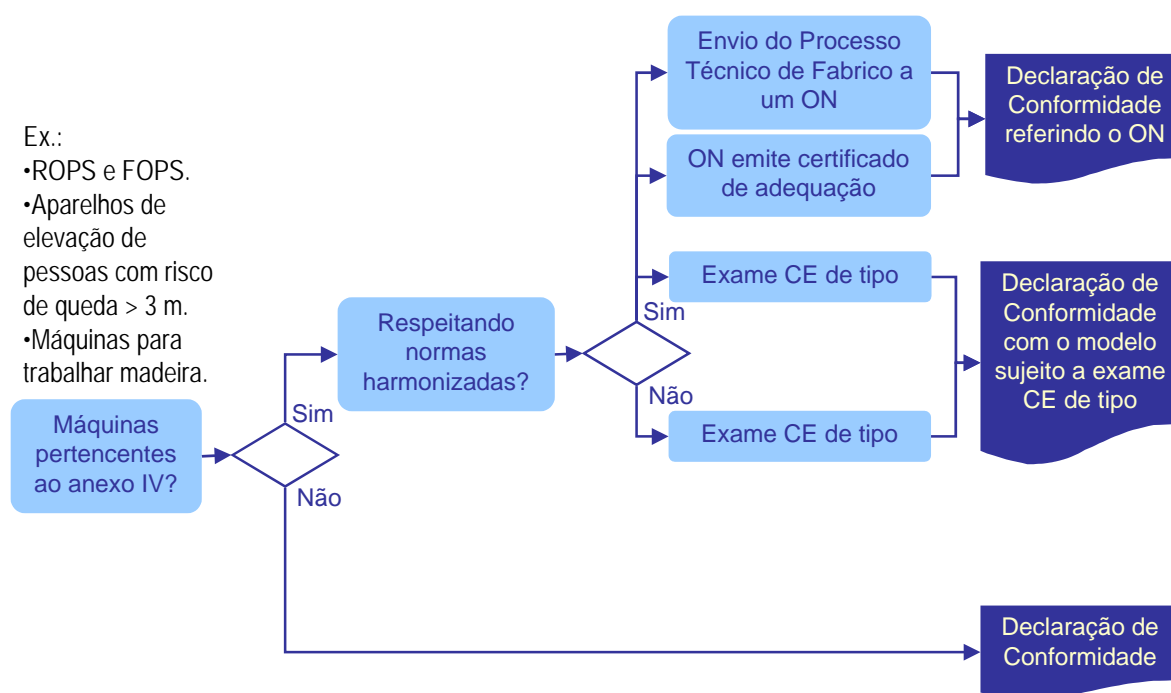 Ex.:
•ROPS e FOPS.
•Aparelhos de
elevação de
pessoas com risco
de queda > 3 m.
•Máquinas para
trabalhar madeira.
Máquinas
pertencentes
ao anexo IV?
Sim
Não
Respeitando
normas
harmonizadas?
Sim
Não
Envio do Processo
Técnico de Fabrico a
um ON
ON emite certificado
de adequação
Exame CE de tipo
Exame CE de tipo
Declaração de
Conformidade
referindo o ON
Declaração de
Conformidade
com o modelo
sujeito a exame
CE de tipo
Declaração de
Conformidade